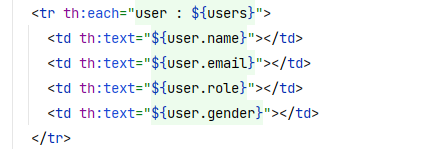 <tr th:each="user : ${users}">
<td th:text="${user.name}"></td>
<td th:text="${user.email}"></td>
<td th:text="${user.role}"></td>
<td th:text="${user.gender}"></td>
</tr>